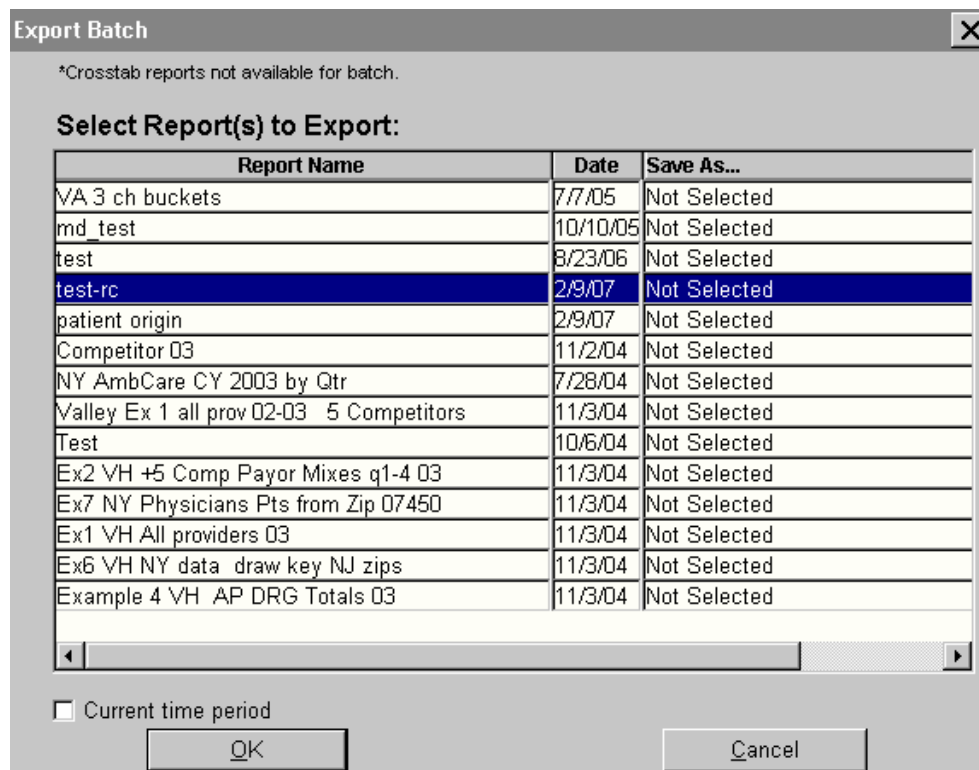 Export Batch
*Crosstab reports not available for batch.
Select Report(s) to Export:
Report Name Date Save As...
VA 3 ch buckets 7/7/05 Not Selected
md_test 10/10/05 Not Selected
test 8/23/06 Not Selected
test-rc 2/9/07 Not Selected
patient origin 2/9/07 Not Selected
Competitor 03 11/2/04 Not Selected
NY AmbCare CY 2003 by Qtr 7/28/04 Not Selected
Valley Ex 1 all prov 02-03 5 Competitors 11/3/04 Not Selected
Test 10/6/04 Not Selected
Ex2 VH +5 Comp Payor Mixes q1-4 03 11/3/04 Not Selected
Ex7 NY Physicians Pts from Zip 07450 11/3/04 Not Selected
Ex1 VH All providers 03 11/3/04 Not Selected
Ex6 VH NY data draw key NJ zips 11/3/04 Not Selected
Example 4 VH AP DRG Totals 03 11/3/04 Not Selected
Current time period
OK Cancel